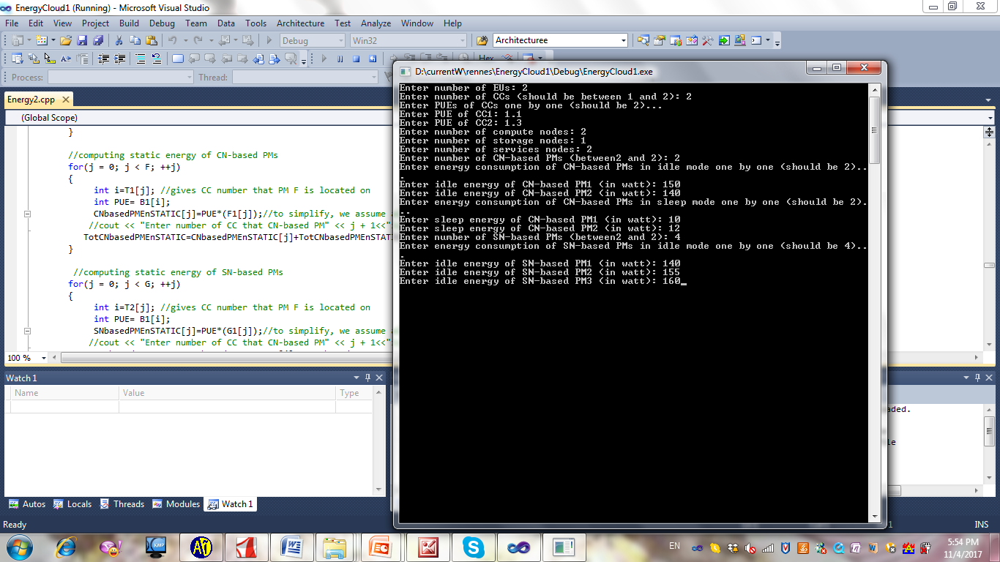 EnergyCloud1 (Running) - Microsoft Visual Studio
File Edit View Project Build Debug Team Data Tools Architecture Test Analyze Window Help
Debug Win32 Architecturee
Hex
Process: Thread:
Energy2.cpp
(Global Scope)
}
//computing static energy of CN-based PMs
for(j = 0; j < F; ++j)
{
int i=T1[j]; //gives CC number that PM F is located on
int PUE= B1[i];
CNbasedPMEnSTATIC[j]=PUE*(F1[j]);//to simplify, we assume
//cout << "Enter number of CC that CN-based PM" << j + 1<<"
TotCNbasedPMEnSTATIC=CNbasedPMEnSTATIC[j]+TotCNbasedPMEnSTATI
}
//computing static energy of SN-based PMs
for(j = 0; j < G; ++j)
{
int i=T2[j]; //gives CC number that PM F is located on
int PUE= B1[i];
SNbasedPMEnSTATIC[j]=PUE*(G1[j]);//to simplify, we assume
//cout << "Enter number of CC that CN-based PM" << j + 1<<"
100 %
Watch 1
Name Value Type
Autos Locals Threads Modules Watch 1
Ready
D:\currentW\rennes\EnergyCloud1\Debug\EnergyCloud1.exe
Enter number of EUs: 2
Enter number of CCs (should be between 1 and 2): 2
Enter PUEs of CCs one by one (should be 2)...
Enter PUE of CC1: 1.1
Enter PUE of CC2: 1.3
Enter number of compute nodes: 2
Enter number of storage nodes: 1
Enter number of services nodes: 2
Enter number of CN-based PMs (between2 and 2): 2
Enter energy consumption of CN-based PMs in idle mode one by one (should be 2)..
.
Enter idle energy of CN-based PM1 (in watt): 150
Enter idle energy of CN-based PM2 (in watt): 140
Enter energy consumption of CN-based PMs in sleep mode one by one (should be 2).
..
Enter sleep energy of CN-based PM1 (in watt): 10
Enter sleep energy of CN-based PM2 (in watt): 12
Enter number of SN-based PMs (between2 and 2): 4
Enter energy consumption of SN-based PMs in idle mode one by one (should be 4)..
.
Enter idle energy of SN-based PM1 (in watt): 140
Enter idle energy of SN-based PM2 (in watt): 155
Enter idle energy of SN-based PM3 (in watt): 160_
aded.
le
1 INS
KMP
EN
5:54 PM
11/4/2017